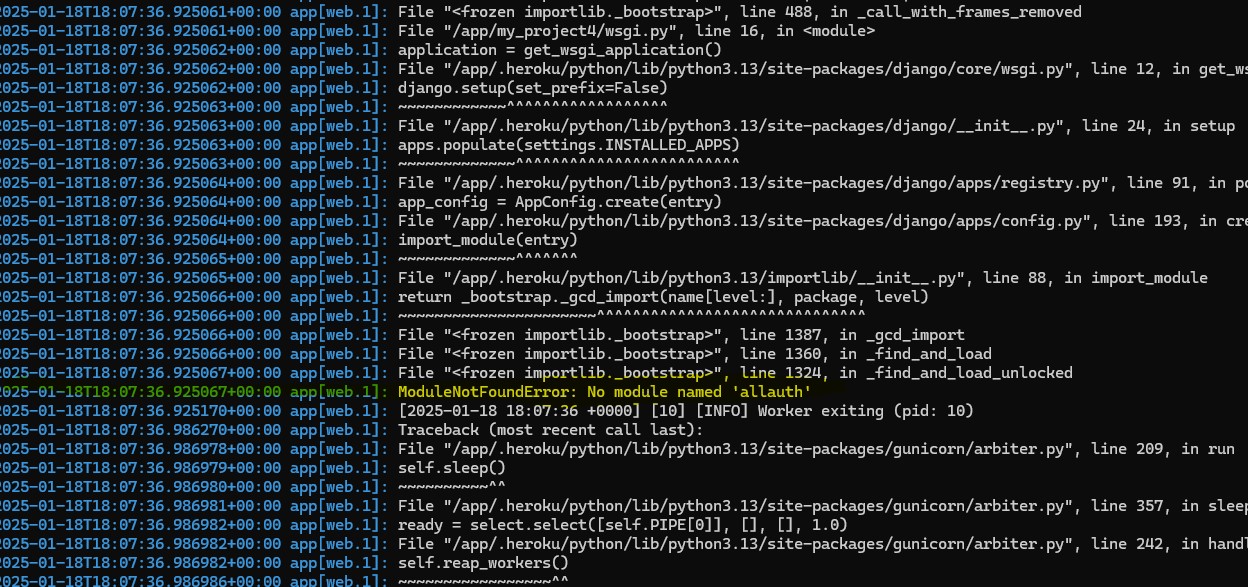 2025-01-18T18:07:36.925061+00:00 app[web.1]: File "<frozen importlib._bootstrap>", line 488, in _call_with_frames_removed
2025-01-18T18:07:36.925062+00:00 app[web.1]: File "/app/my_project4/wsgi.py", line 16, in <module>
2025-01-18T18:07:36.925062+00:00 app[web.1]: application = get_wsgi_application()
2025-01-18T18:07:36.925062+00:00 app[web.1]: File "/app/.heroku/python/lib/python3.13/site-packages/django/core/wsgi.py", line 12, in get_ws
2025-01-18T18:07:36.925062+00:00 app[web.1]: django.setup(set_prefix=False)
2025-01-18T18:07:36.925063+00:00 app[web.1]: ~~~~~~~~~~~~^^^^^^^^^^^^^^^^^^
2025-01-18T18:07:36.925063+00:00 app[web.1]: File "/app/.heroku/python/lib/python3.13/site-packages/django/__init__.py", line 24, in setup
2025-01-18T18:07:36.925063+00:00 app[web.1]: apps.populate(settings.INSTALLED_APPS)
2025-01-18T18:07:36.925063+00:00 app[web.1]: ~~~~~~~~~~~~~^^^^^^^^^^^^^^^^^^^^^^^^^
2025-01-18T18:07:36.925064+00:00 app[web.1]: File "/app/.heroku/python/lib/python3.13/site-packages/django/apps/registry.py", line 91, in po
2025-01-18T18:07:36.925064+00:00 app[web.1]: app_config = AppConfig.create(entry)
2025-01-18T18:07:36.925064+00:00 app[web.1]: File "/app/.heroku/python/lib/python3.13/site-packages/django/apps/config.py", line 193, in cre
2025-01-18T18:07:36.925064+00:00 app[web.1]: import_module(entry)
2025-01-18T18:07:36.925065+00:00 app[web.1]: ~~~~~~~~~~~~~^^^^^^^
2025-01-18T18:07:36.925065+00:00 app[web.1]: File "/app/.heroku/python/lib/python3.13/importlib/__init__.py", line 88, in import_module
2025-01-18T18:07:36.925066+00:00 app[web.1]: return _bootstrap._gcd_import(name[level:], package, level)
2025-01-18T18:07:36.925066+00:00 app[web.1]: ~~~~~~~~~~~~~~~~~~~~~~^^^^^^^^^^^^^^^^^^^^^^^^^^^^^^
2025-01-18T18:07:36.925066+00:00 app[web.1]: File "<frozen importlib._bootstrap>", line 1387, in _gcd_import
2025-01-18T18:07:36.925066+00:00 app[web.1]: File "<frozen importlib._bootstrap>", line 1360, in _find_and_load
2025-01-18T18:07:36.925067+00:00 app[web.1]: File "<frozen importlib._bootstrap>", line 1324, in _find_and_load_unlocked
2025-01-18T18:07:36.925067+00:00 app[web.1]: ModuleNotFoundError: No module named 'allauth'
2025-01-18T18:07:36.925170+00:00 app[web.1]: [2025-01-18 18:07:36 +0000] [10] [INFO] Worker exiting (pid: 10)
2025-01-18T18:07:36.986270+00:00 app[web.1]: Traceback (most recent call last):
2025-01-18T18:07:36.986978+00:00 app[web.1]: File "/app/.heroku/python/lib/python3.13/site-packages/gunicorn/arbiter.py", line 209, in run
2025-01-18T18:07:36.986979+00:00 app[web.1]: self.sleep()
2025-01-18T18:07:36.986980+00:00 app[web.1]: ~~~~~~~~~~^^
2025-01-18T18:07:36.986981+00:00 app[web.1]: File "/app/.heroku/python/lib/python3.13/site-packages/gunicorn/arbiter.py", line 357, in sleep
2025-01-18T18:07:36.986982+00:00 app[web.1]: ready = select.select([self.PIPE[0]], [], [], 1.0)
2025-01-18T18:07:36.986982+00:00 app[web.1]: File "/app/.heroku/python/lib/python3.13/site-packages/gunicorn/arbiter.py", line 242, in handl
2025-01-18T18:07:36.986982+00:00 app[web.1]: self.reap_workers()
2025-01-18T18:07:36.986986+00:00 app[web.1]: ~~~~~~~~~~~~~~~~~^^